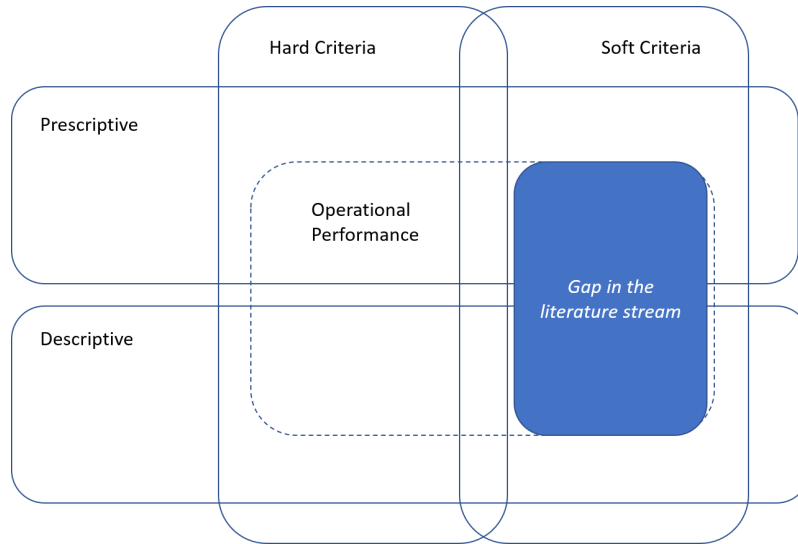 Hard Criteria
Soft Criteria
Prescriptive
Operational
Performance
Gap in the
literature stream
Descriptive